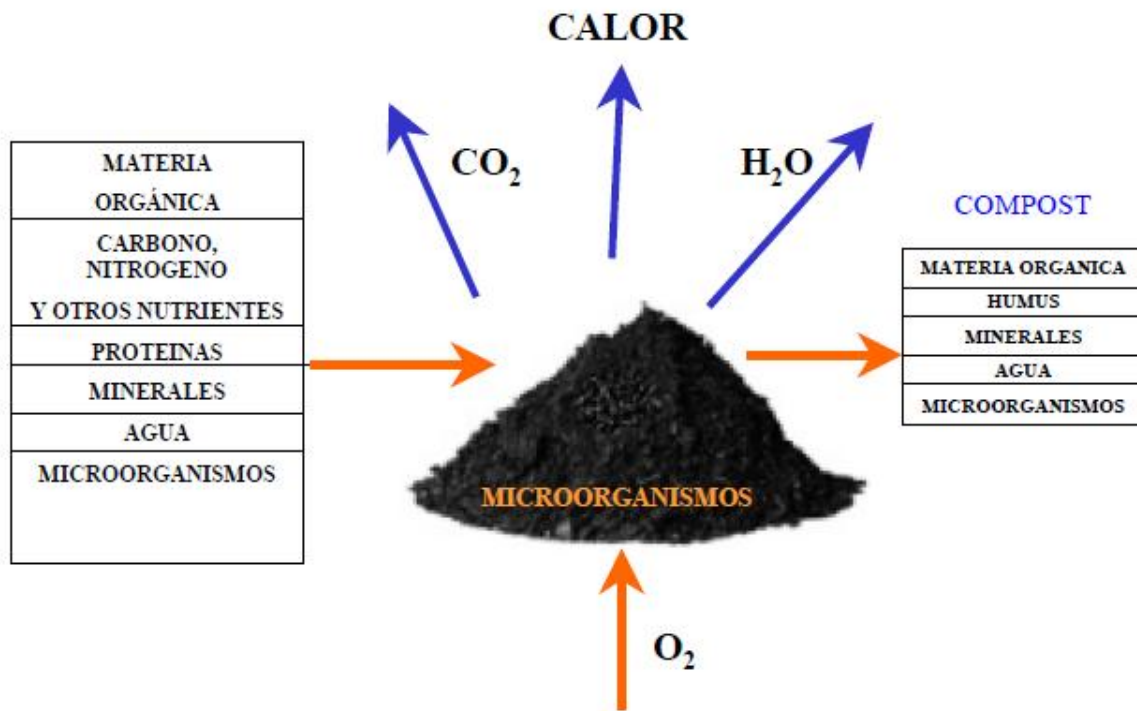 CALOR
CO₂
H₂O
MATERIA
ORGÁNICA
CARBONO,
NITROGENO
Y OTROS NUTRIENTES
PROTEINAS
MINERALES
AGUA
MICROORGANISMOS
COMPOST
MATERIA ORGANICA
HUMUS
MINERALES
AGUA
MICROORGANISMOS
MICROORGANISMOS
O₂